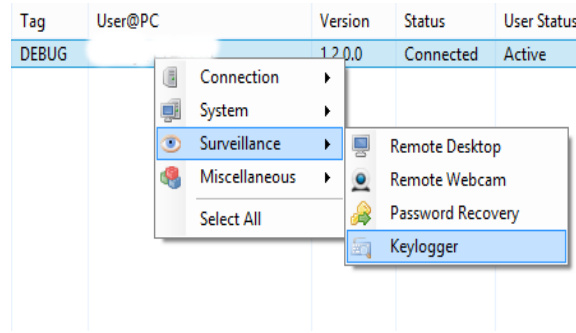 Tag User@PC Version Status User Status
DEBUG 1.2.0.0 Connected Active
Connection
System
Surveillance
Remote Desktop
Miscellaneous
Remote Webcam
Select All
Password Recovery
Keylogger